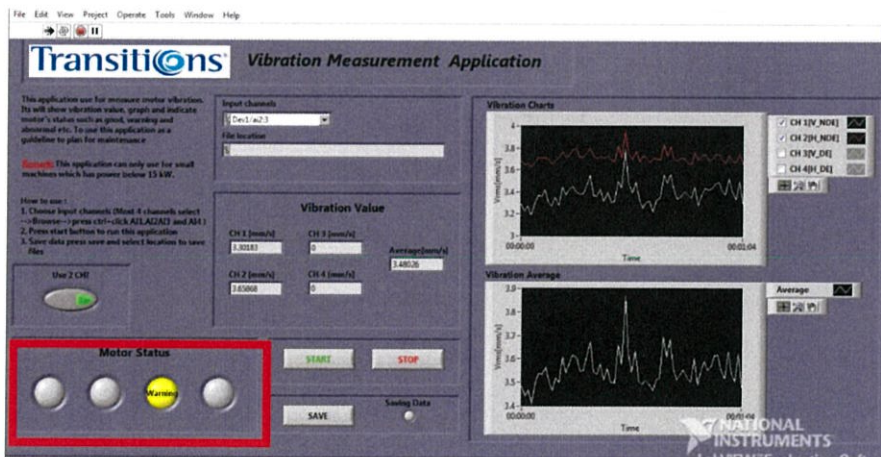 File Edit View Project Operate Tools Window Help
Transitions Vibration Measurement Application
This application use for measure motor vibration.
Its will show vibration value, graph and indicate
motor's status such as good, warning and
abnormal etc. To use this application as a
guideline to plan for maintenance
Remark: This application can only use for small
machines which has power below 15 kW.
How to use :
1. Choose input channels (Most 4 channels select
-->Browse-->press ctrl+click AI1,AI2AI3 and AI4 )
2. Press start button to run this application
3. Save data press save and select location to save
files
Use 2 CH?
Input channels
Dev1/ai2:3
File location
Vibration Value
CH 1 [mm/s]
3.30183
CH 3 [mm/s]
0
Average[mm/s]
3.48026
CH 2 [mm/s]
3.65868
CH 4 [mm/s]
0
Motor Status
Warning
START
STOP
SAVE
Saving Data
Vibration Charts
4-
3.8-
3.6-
3.4-
3.2-
3-
Vrms[mm/s]
00:00:00
00:01:04
Time
CH 1[V_NDE]
CH 2[H_NDE]
CH 3[V_DE]
CH 4[H_DE]
Vibration Average
3.9-
3.8-
3.7-
3.6-
3.5-
3.4-
Vrms[mm/s]
00:00:00
00:01:04
Time
Average
NATIONAL
INSTRUMENTS